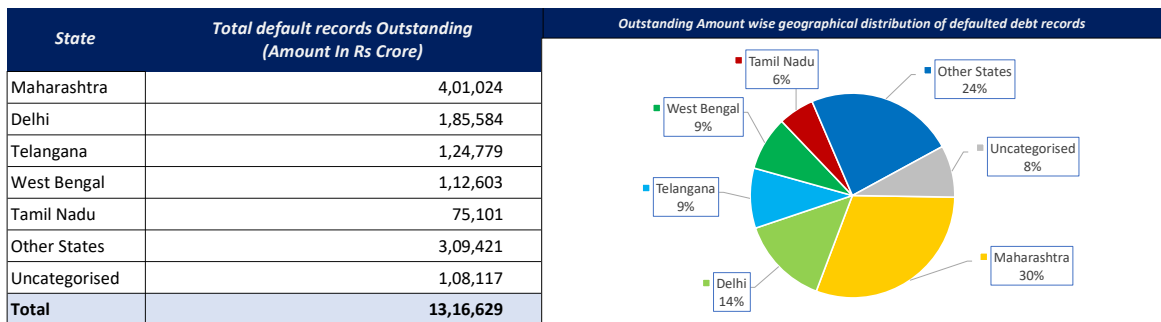 State
Total default records Outstanding
(Amount In Rs Crore)
Maharashtra 4,01,024
Delhi 1,85,584
Telangana 1,24,779
West Bengal 1,12,603
Tamil Nadu 75,101
Other States 3,09,421
Uncategorised 1,08,117
Total 13,16,629
Outstanding Amount wise geographical distribution of defaulted debt records
Tamil Nadu
6%
Other States
24%
West Bengal
9%
Uncategorised
8%
Telangana
9%
Maharashtra
30%
Delhi
14%